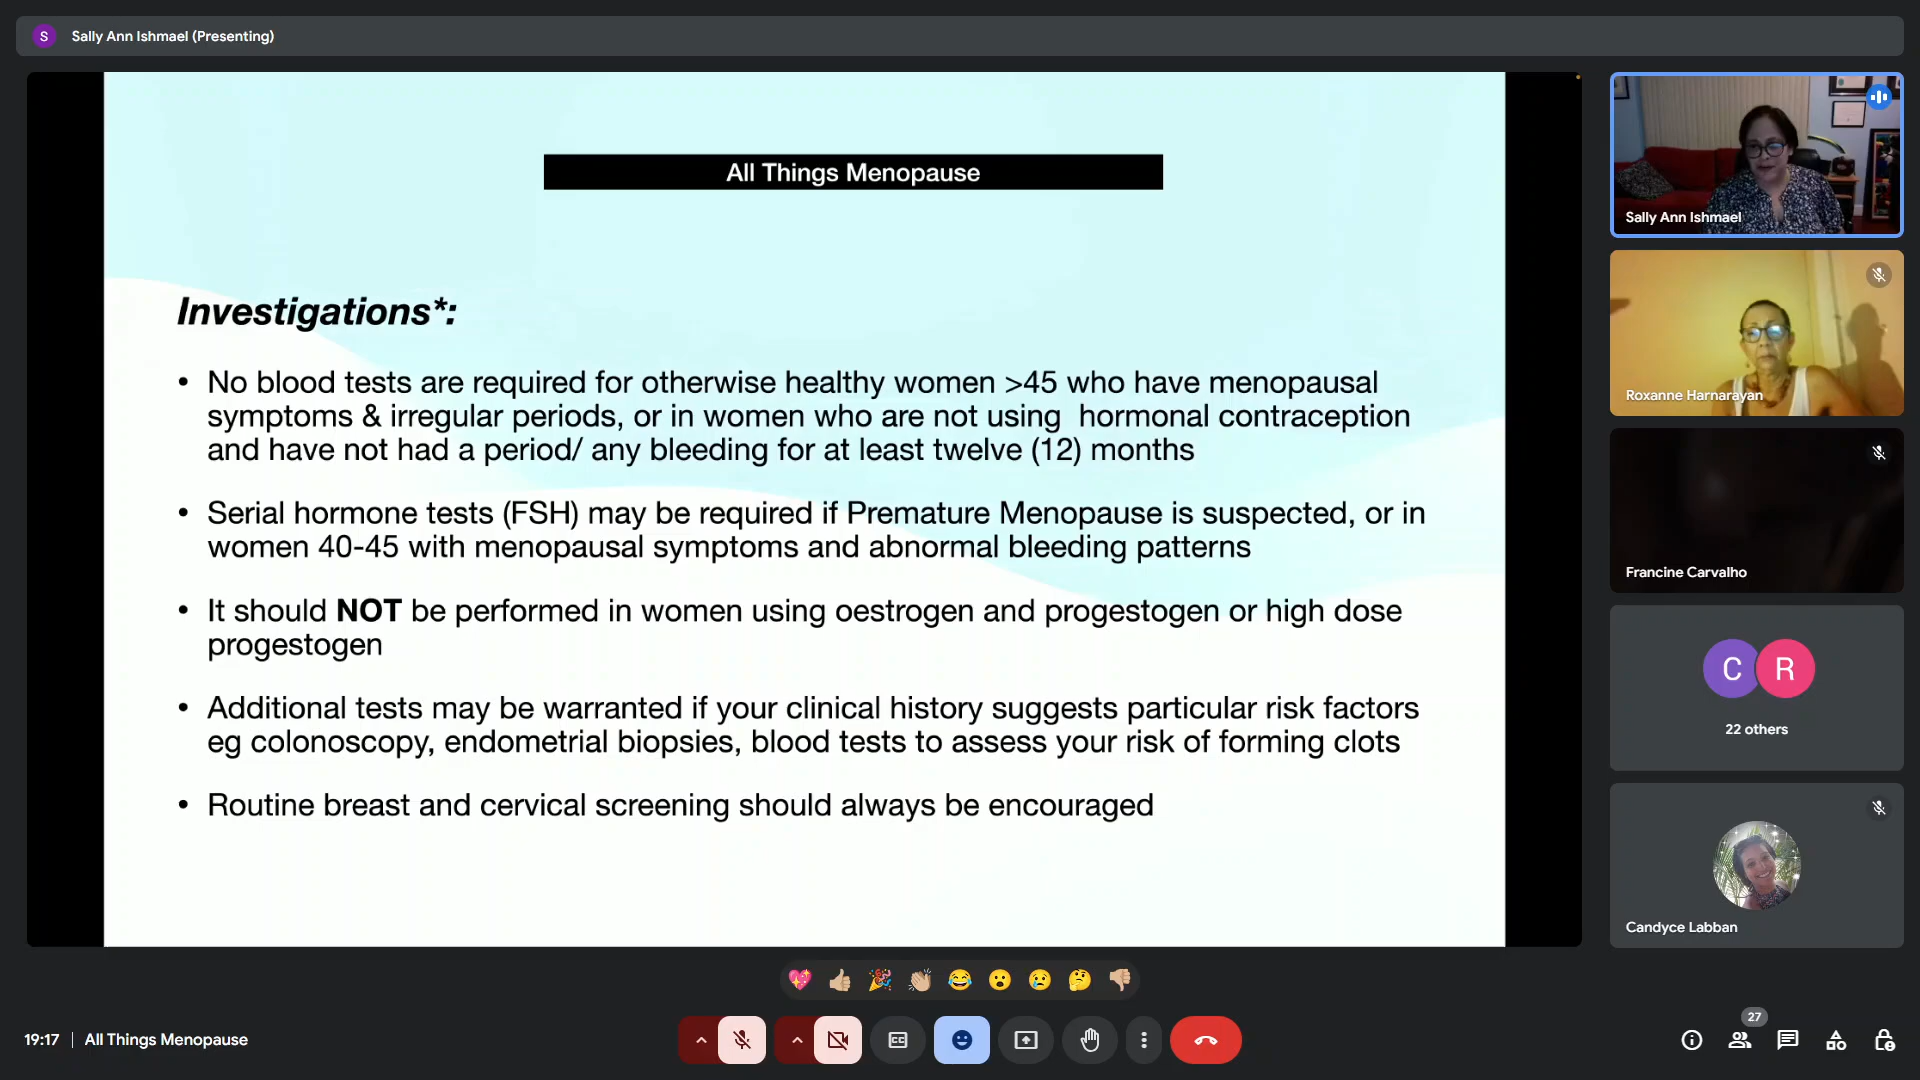 S Sally Ann Ishmael (Presenting)
All Things Menopause
Investigations*:
• No blood tests are required for otherwise healthy women >45 who have menopausal
symptoms & irregular periods, or in women who are not using hormonal contraception
and have not had a period/ any bleeding for at least twelve (12) months
• Serial hormone tests (FSH) may be required if Premature Menopause is suspected, or in
women 40-45 with menopausal symptoms and abnormal bleeding patterns
• It should NOT be performed in women using oestrogen and progestogen or high dose
progestogen
• Additional tests may be warranted if your clinical history suggests particular risk factors
eg colonoscopy, endometrial biopsies, blood tests to assess your risk of forming clots
• Routine breast and cervical screening should always be encouraged
Sally Ann Ishmael
Roxanne Harnarayan
Francine Carvalho
C R
22 others
Candyce Labban
19:17 | All Things Menopause
CC
27